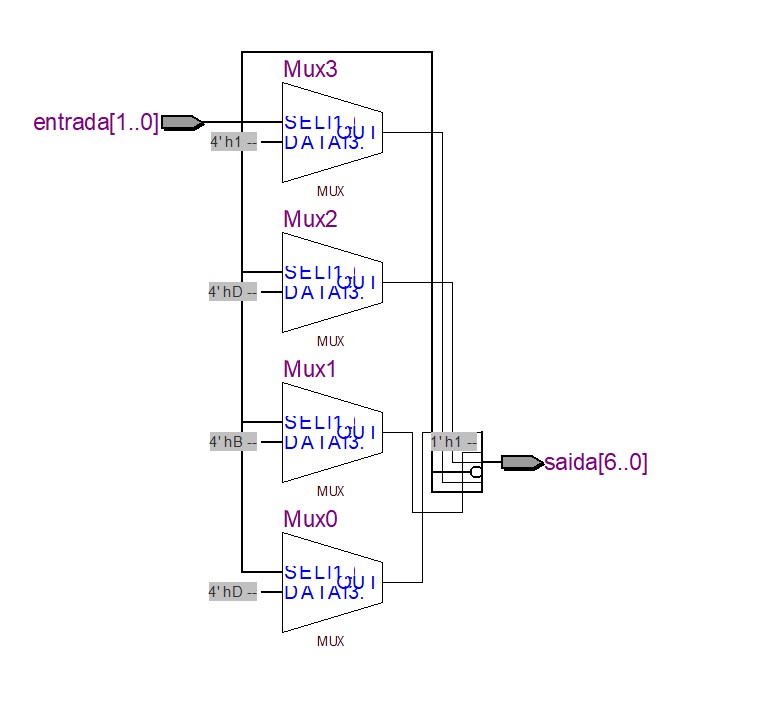 Mux3
entrada[1..0]
SEL[1..]
OUT
4' h1 --
DATA[3.
MUX
Mux2
SEL[1..]
OUT
4' hD --
DATA[3.
MUX
Mux1
SEL[1..]
OUT
4' hB --
DATA[3.
1' h1 --
saida[6..0]
MUX
Mux0
SEL[1..]
OUT
4' hD --
DATA[3.
MUX